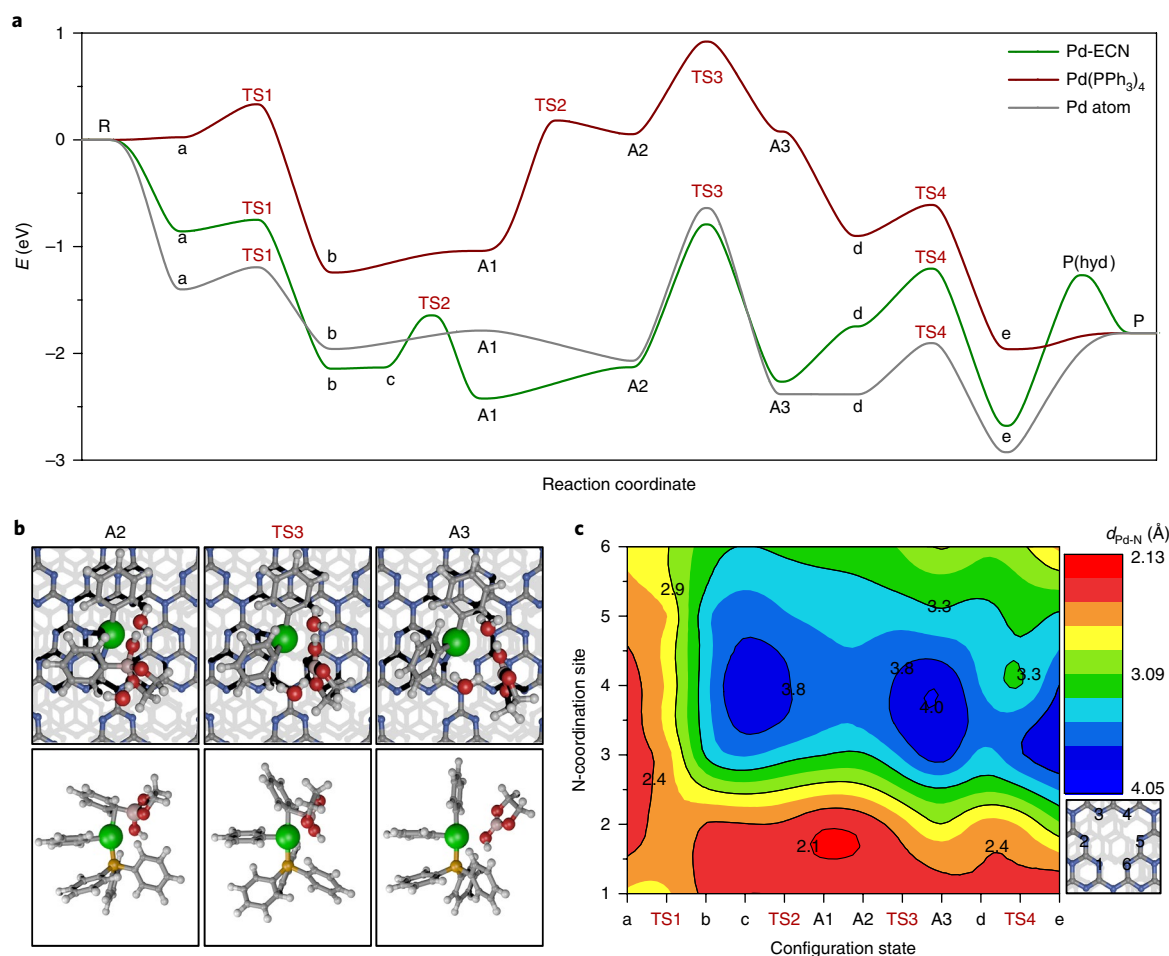 a
1
0
−1
−2
−3
E (eV)
Reaction coordinate
Pd-ECN
Pd(PPh3)4
Pd atom
R
a
TS1
b
A1
TS2
A2
TS3
A3
d
TS4
e
P
a
TS1
b
c
TS2
A1
A2
TS3
A3
d
TS4
e
P(hyd)
a
TS1
b
A1
d
TS4
b
A2
TS3
A3
c
6
5
4
3
2
1
N-coordination site
2.9
3.3
3.8
3.8
4.0
3.3
2.4
2.1
2.4
a TS1 b c TS2 A1 A2 TS3 A3 d TS4 e
Configuration state
dPd-N (Å)
2.13
3.09
4.05
3 4
2 5
1 6